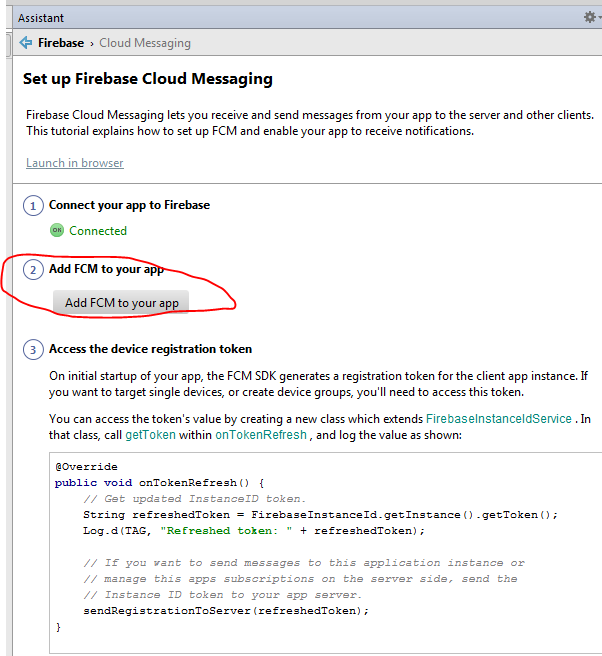 Assistant
Firebase › Cloud Messaging
Set up Firebase Cloud Messaging
Firebase Cloud Messaging lets you receive and send messages from your app to the server and other clients.
This tutorial explains how to set up FCM and enable your app to receive notifications.
Launch in browser
1 Connect your app to Firebase
OK Connected
2 Add FCM to your app
Add FCM to your app
3 Access the device registration token
On initial startup of your app, the FCM SDK generates a registration token for the client app instance. If
you want to target single devices, or create device groups, you'll need to access this token.
You can access the token's value by creating a new class which extends FirebaseInstanceIdService . In
that class, call getToken within onTokenRefresh , and log the value as shown:
@Override
public void onTokenRefresh() {
    // Get updated InstanceID token.
    String refreshedToken = FirebaseInstanceId.getInstance().getToken();
    Log.d(TAG, "Refreshed token: " + refreshedToken);
    // If you want to send messages to this application instance or
    // manage this apps subscriptions on the server side, send the
    // Instance ID token to your app server.
    sendRegistrationToServer(refreshedToken);
}